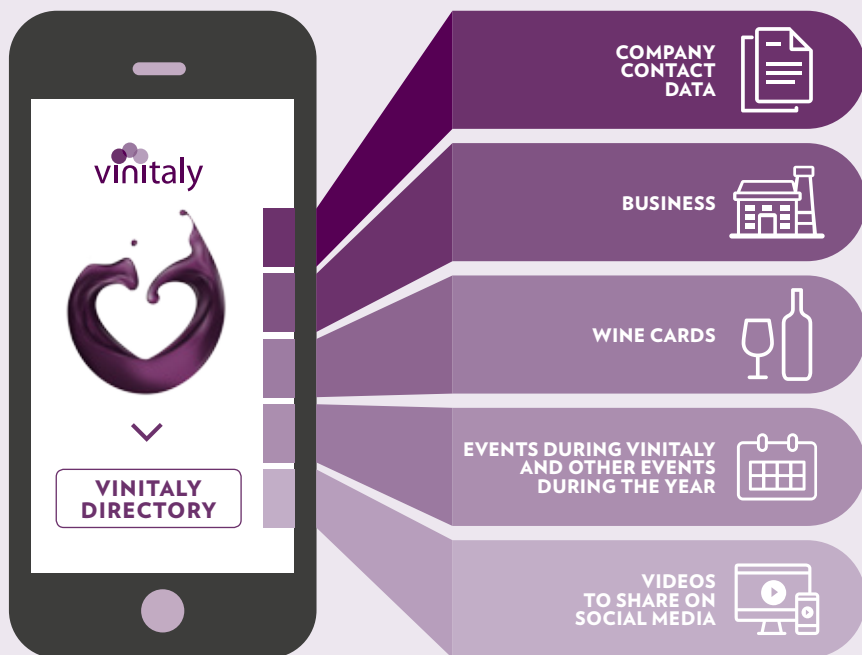 vinitaly
VINITALY
DIRECTORY
COMPANY
CONTACT
DATA
BUSINESS
WINE CARDS
EVENTS DURING VINITALY
AND OTHER EVENTS
DURING THE YEAR
VIDEOS
TO SHARE ON
SOCIAL MEDIA